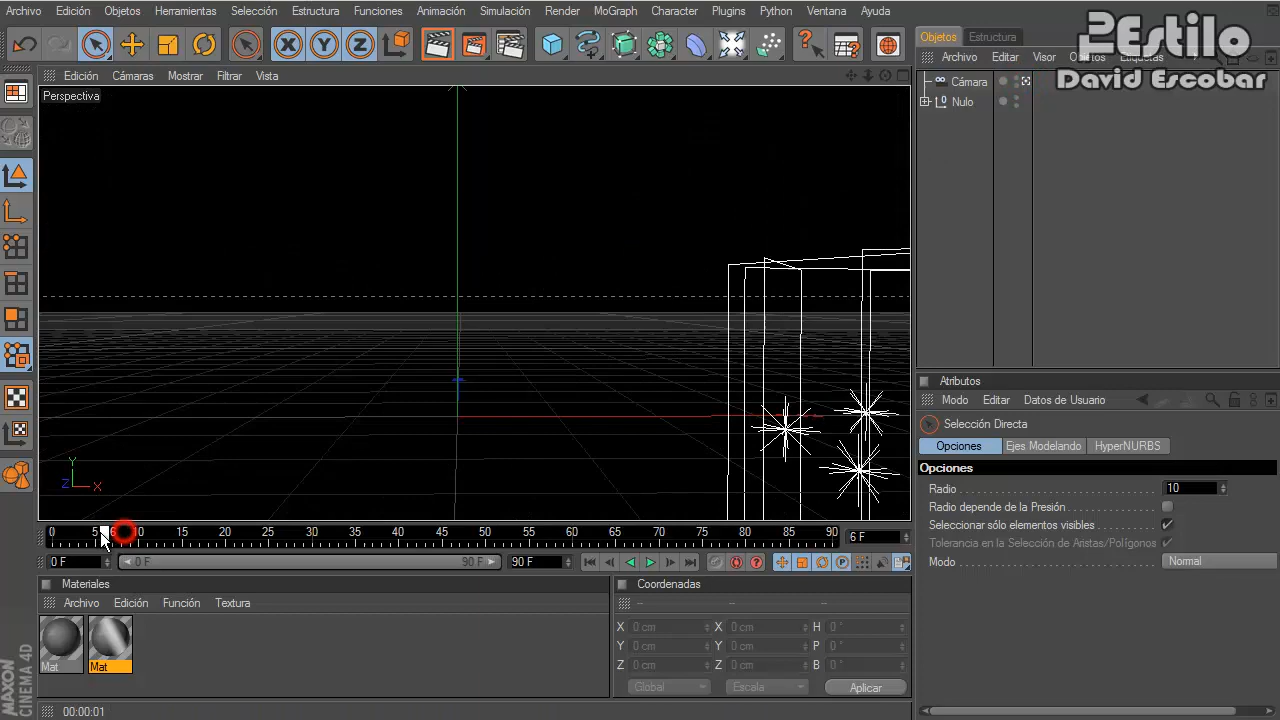 Archivo Edición Herramientas Selección Estructura Funciones Animación Simulación Render MoGraph Character Plugins Python Ventana Ayuda
Objetos Estructura
Estilo
David Escobar
Edición Cámaras Mostrar Filtrar Vista
Archivo Editar Visor Objetos Etiquetas
Perspectiva
Cámara
Nulo
Atributos
Modo Editar Datos de Usuario
Selección Directa
Opciones Ejes Modelando HyperNURBS
Opciones
Radio 10
Radio depende de la Presión
Seleccionar sólo elementos visibles
Tolerancia en la Selección de Aristas/Polígonos
Modo Normal
Y
Z X
0 5 6 10 15 20 25 30 35 40 45 50 55 60 65 70 75 80 85 90 6 F
0 F 0 F 90 F 90 F
Materiales
Archivo Edición Función Textura
Mat Mat
Coordenadas
X 0 cm X 0 cm H 0 °
Y 0 cm Y 0 cm P 0 °
Z 0 cm Z 0 cm B 0 °
Global Escala Aplicar
MAXON
CINEMA 4D
00:00:01